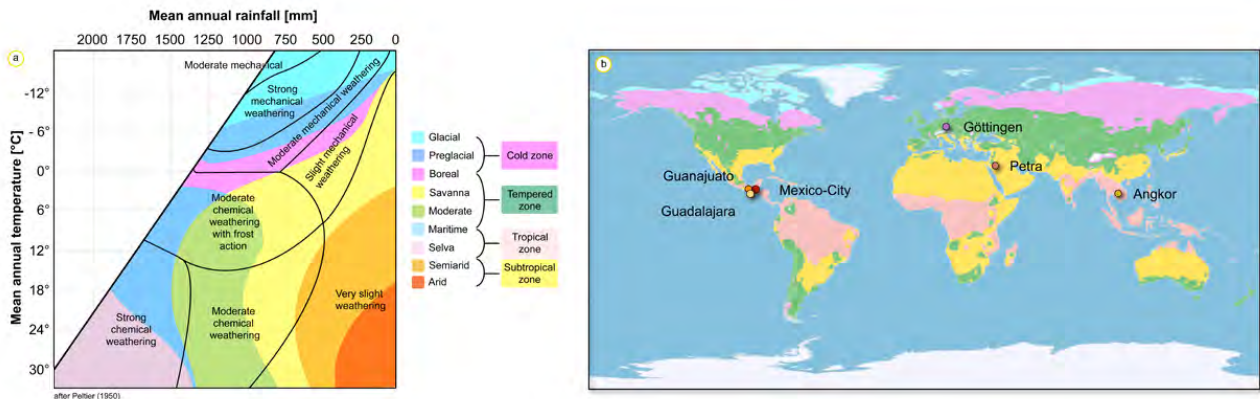 Mean annual rainfall [mm]
2000 1750 1500 1250 1000 750 500 250 0
a
Mean annual temperature [°C]
-12°
-6°
0°
6°
12°
18°
24°
30°
Moderate mechanical
Strong
mechanical
weathering
Moderate mechanical weathering
Slight mechanical
weathering
Moderate
chemical
weathering
with frost
action
Very slight
weathering
Strong
chemical
weathering
Moderate
chemical
weathering
after Peltier (1950)
Glacial
Preglacial
Boreal
Savanna
Moderate
Maritime
Selva
Semiarid
Arid
Cold zone
Tempered
zone
Tropical
zone
Subtropical
zone
b
Göttingen
Petra
Guanajuato
Mexico-City
Angkor
Guadalajara